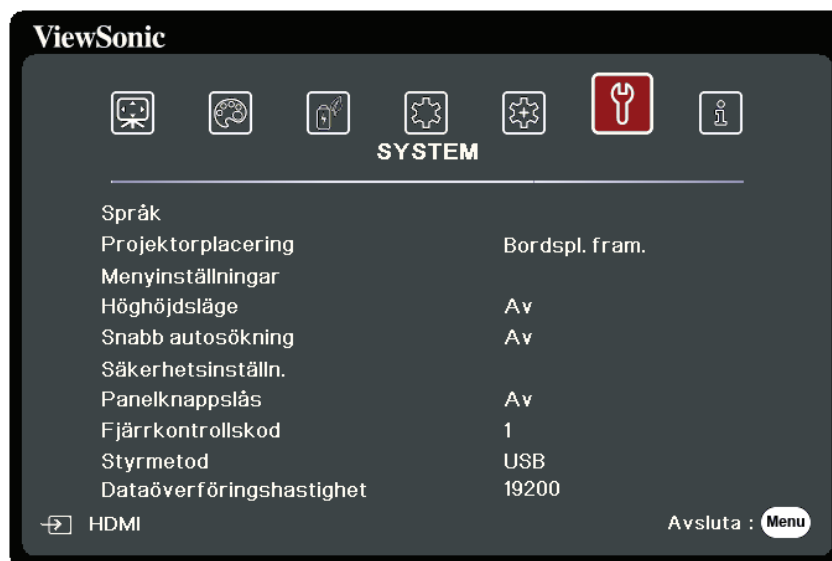 ViewSonic
SYSTEM
Språk
Projektorplacering Bordspl. fram.
Menyinställningar
Höghöjdsläge Av
Snabb autosökning Av
Säkerhetsinställn.
Panelknappslås Av
Fjärrkontrollskod 1
Styrmetod USB
Dataöverföringshastighet 19200
HDMI Avsluta : Menu